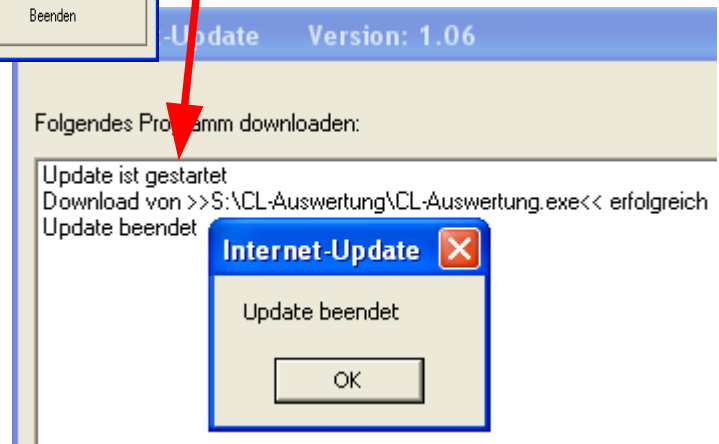 Beenden
-Update Version: 1.06
Folgendes Programm downloaden:
Update ist gestartet
Download von >>S:\CL-Auswertung\CL-Auswertung.exe<< erfolgreich
Update beendet
Internet-Update
Update beendet
OK